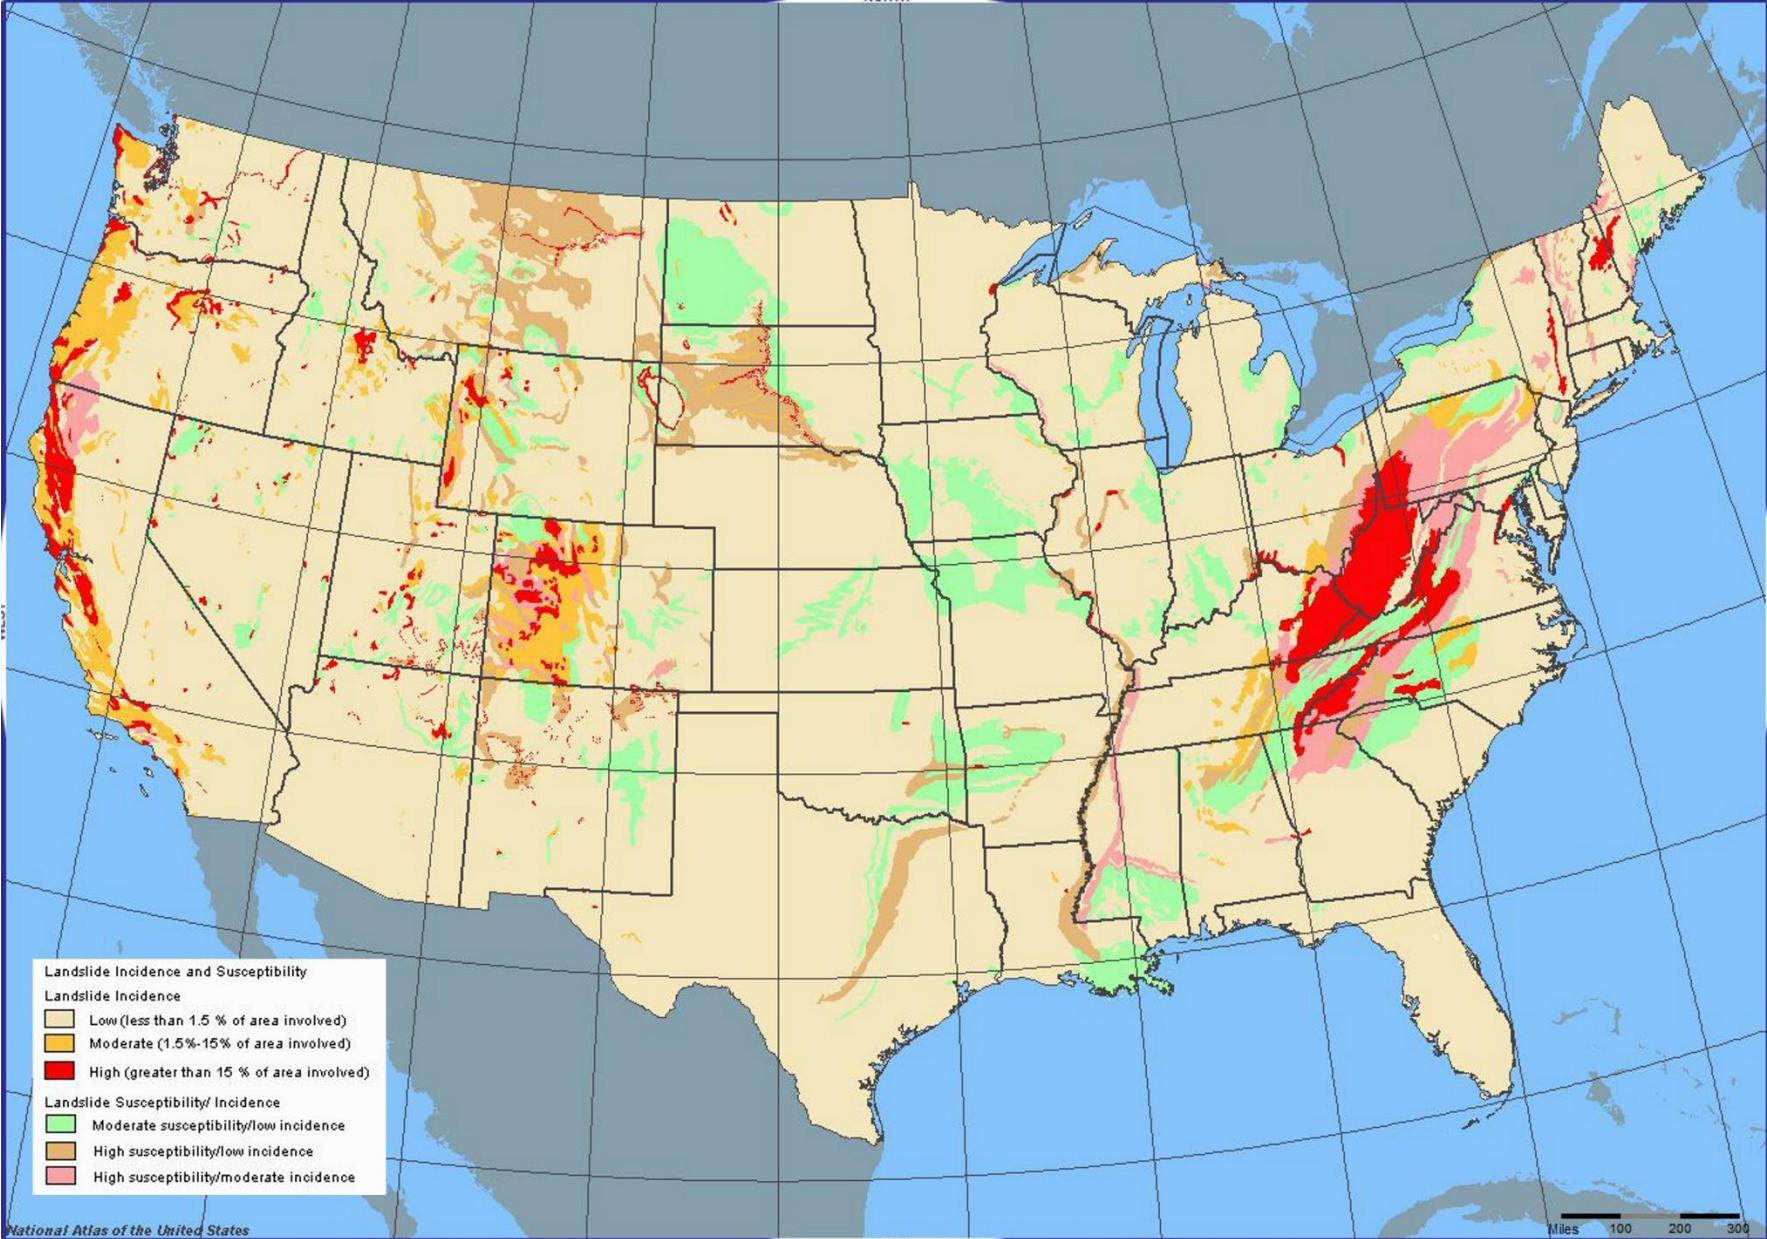 Landslide Incidence and Susceptibility
Landslide Incidence
Low (less than 1.5 % of area involved)
Moderate (1.5%-15% of area involved)
High (greater than 15 % of area involved)
Landslide Susceptibility/ Incidence
Moderate susceptibility/low incidence
High susceptibility/low incidence
High susceptibility/moderate incidence
National Atlas of the United States
Miles 100 200 300